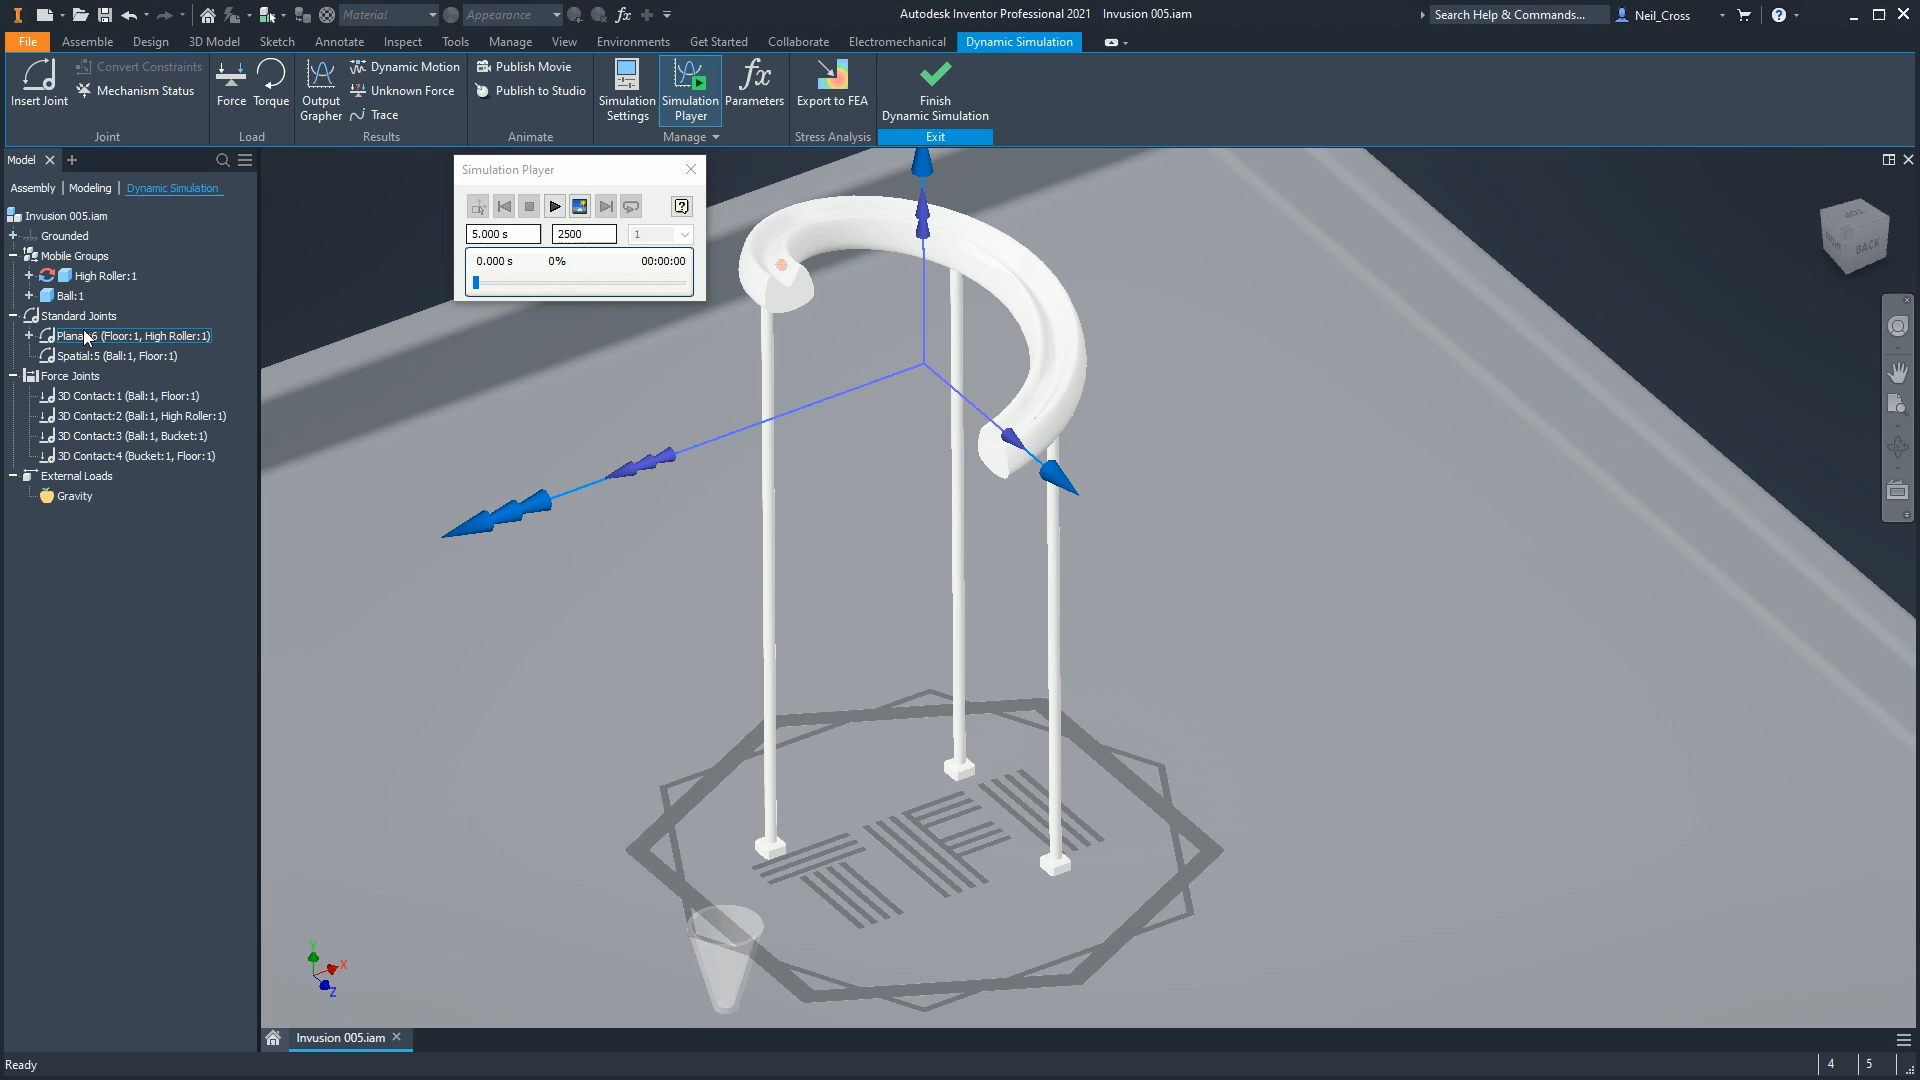 Material
Appearance
fx
Autodesk Inventor Professional 2021 Invusion 005.iam
Search Help & Commands...
Neil_Cross
File Assemble Design 3D Model Sketch Annotate Inspect Tools Manage View Environments Get Started Collaborate Electromechanical Dynamic Simulation
Insert Joint
Convert Constraints
Mechanism Status
Joint
Force
Torque
Load
Output Grapher
Dynamic Motion
Unknown Force
Trace
Results
Publish Movie
Publish to Studio
Animate
Simulation Settings
Simulation Player
fx
Parameters
Manage
Export to FEA
Stress Analysis
Finish
Dynamic Simulation
Exit
Model
Assembly | Modeling | Dynamic Simulation
Invusion 005.iam
Grounded
Mobile Groups
High Roller:1
Ball:1
Standard Joints
(Floor:1, High Roller:1)
Spatial:5 (Ball:1, Floor:1)
Force Joints
3D Contact:1 (Ball:1, Floor:1)
3D Contact:2 (Ball:1, High Roller:1)
3D Contact:3 (Ball:1, Bucket:1)
3D Contact:4 (Bucket:1, Floor:1)
External Loads
Gravity
Simulation Player
5.000 s 2500 1
0.000 s 0% 00:00:00
TOP
RIGHT
BACK
Y
X
Z
Invusion 005.iam
Ready
4 5